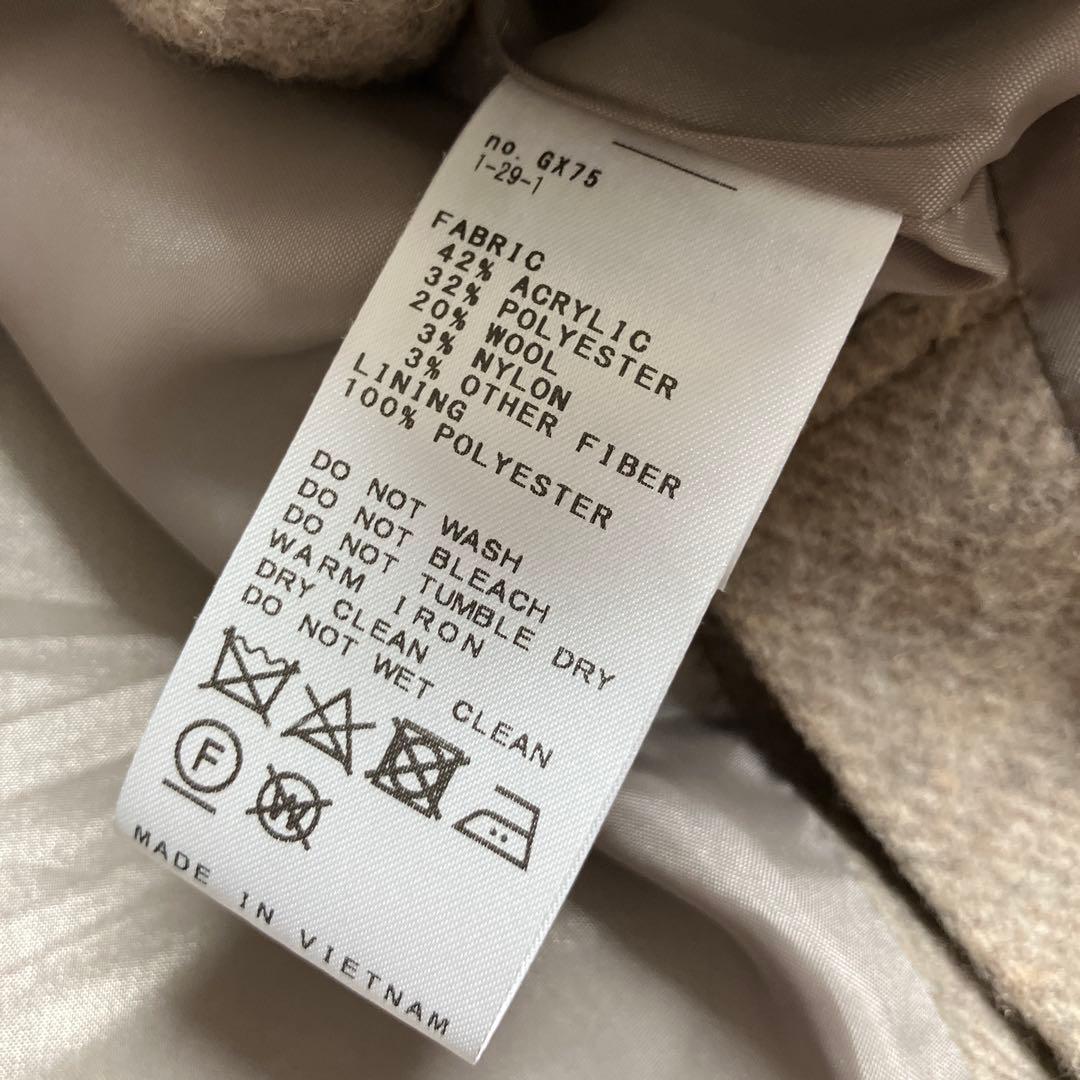 no. GX75
1-29-1
FABRIC
42% ACRYLIC
32% POLYESTER
20% WOOL
3% NYLON
3% OTHER FIBER
LINING
100% POLYESTER
DO NOT WASH
DO NOT BLEACH
DO NOT TUMBLE DRY
WARM IRON
DRY CLEAN
DO NOT WET CLEAN
F
W
MADE IN VIETNAM